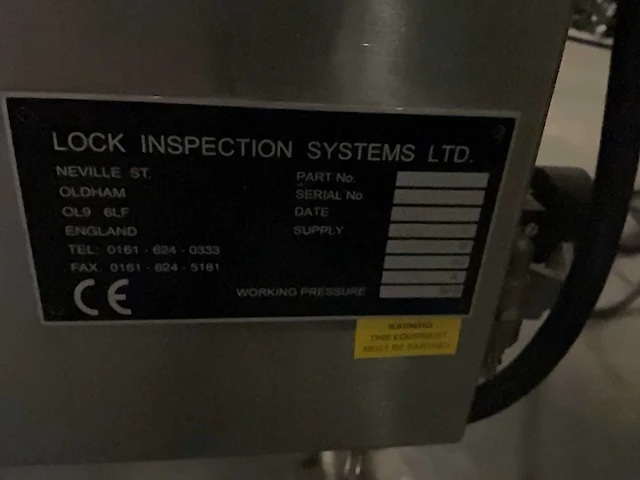 LOCK INSPECTION SYSTEMS LTD.
NEVILLE ST.
OLDHAM
OL9 6LF
ENGLAND
TEL: 0161 - 624 - 0333
FAX. 0161 - 624 - 5181
CE
PART No.
SERIAL No
DATE
SUPPLY
WORKING PRESSURE
WARNING
THIS EQUIPMENT
MUST BE EARTHED